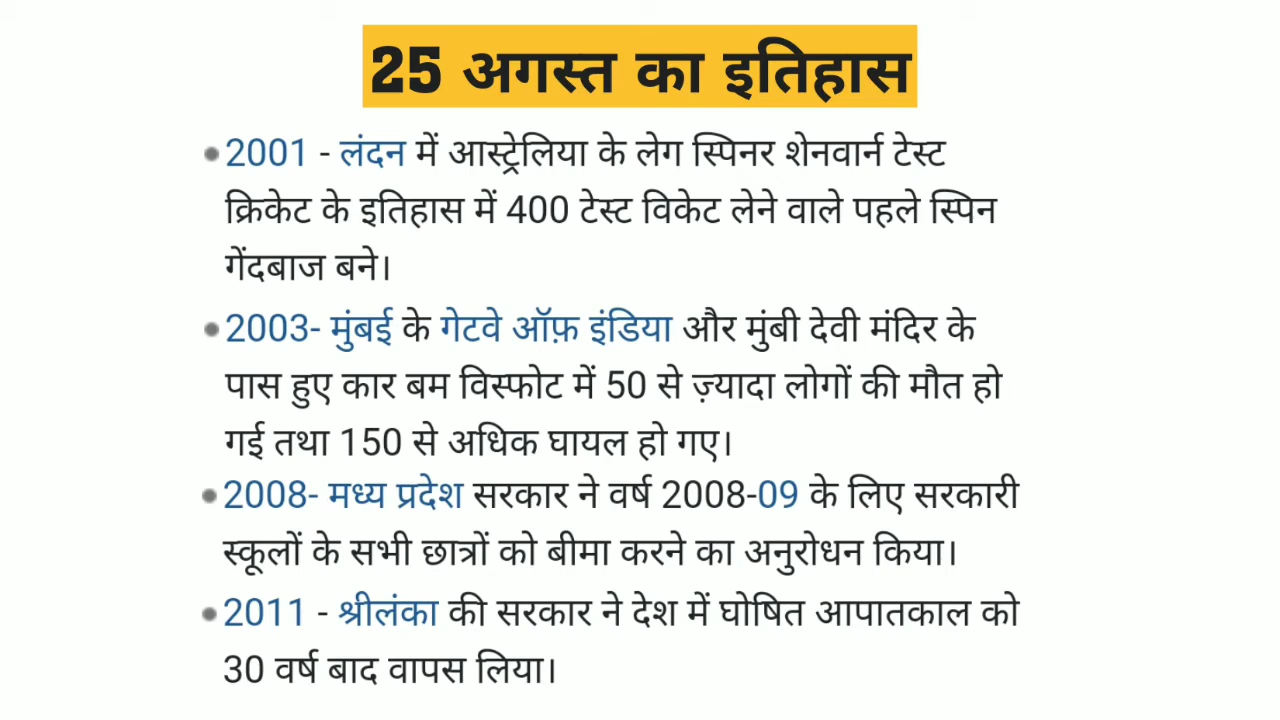 25 अगस्त का इतिहास
2001 - लंदन में आस्ट्रेलिया के लेग स्पिनर शेनवार्न टेस्ट
क्रिकेट के इतिहास में 400 टेस्ट विकेट लेने वाले पहले स्पिन
गेंदबाज बने।
2003- मुंबई के गेटवे ऑफ़ इंडिया और मुंबी देवी मंदिर के
पास हुए कार बम विस्फोट में 50 से ज़्यादा लोगों की मौत हो
गई तथा 150 से अधिक घायल हो गए।
2008- मध्य प्रदेश सरकार ने वर्ष 2008-09 के लिए सरकारी
स्कूलों के सभी छात्रों को बीमा करने का अनुरोधन किया।
2011 - श्रीलंका की सरकार ने देश में घोषित आपातकाल को
30 वर्ष बाद वापस लिया।